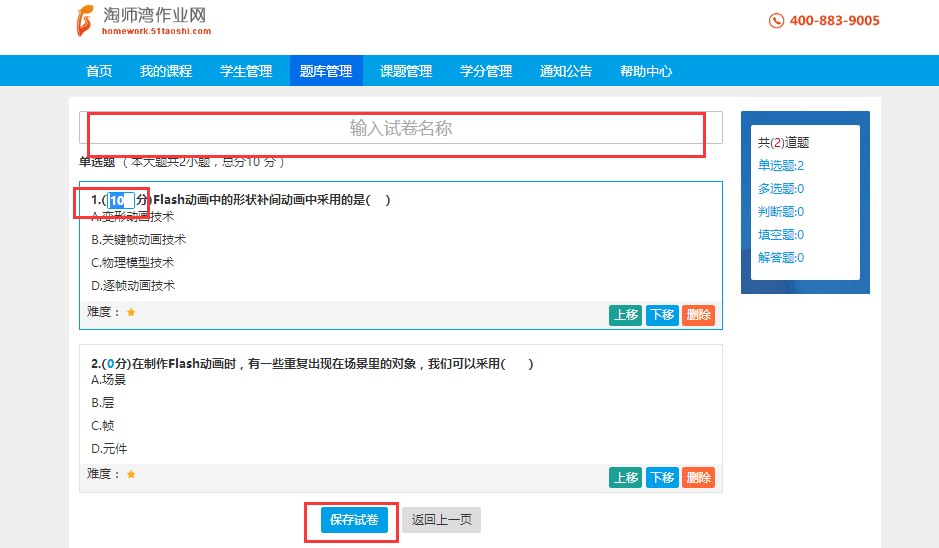 淘师湾作业网
homework.51taoshi.com
400-883-9005
首页 我的课程 学生管理 题库管理 课题管理 学分管理 通知公告 帮助中心
输入试卷名称
单选题 （ 本大题共2小题，总分10 分 ）
1.(10 分)Flash动画中的形状补间动画中采用的是( )
A.变形动画技术
B.关键帧动画技术
C.物理模型技术
D.逐帧动画技术
难度： 上移 下移 删除
2.(0分)在制作Flash动画时，有一些重复出现在场景里的对象，我们可以采用( )
A.场景
B.层
C.帧
D.元件
难度： 上移 下移 删除
保存试卷 返回上一页
共(2)道题
单选题:2
多选题:0
判断题:0
填空题:0
解答题:0